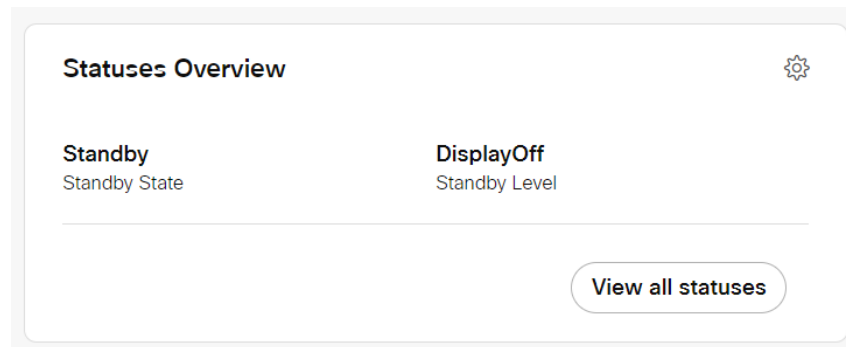 Statuses Overview
Standby
Standby State
DisplayOff
Standby Level
View all statuses